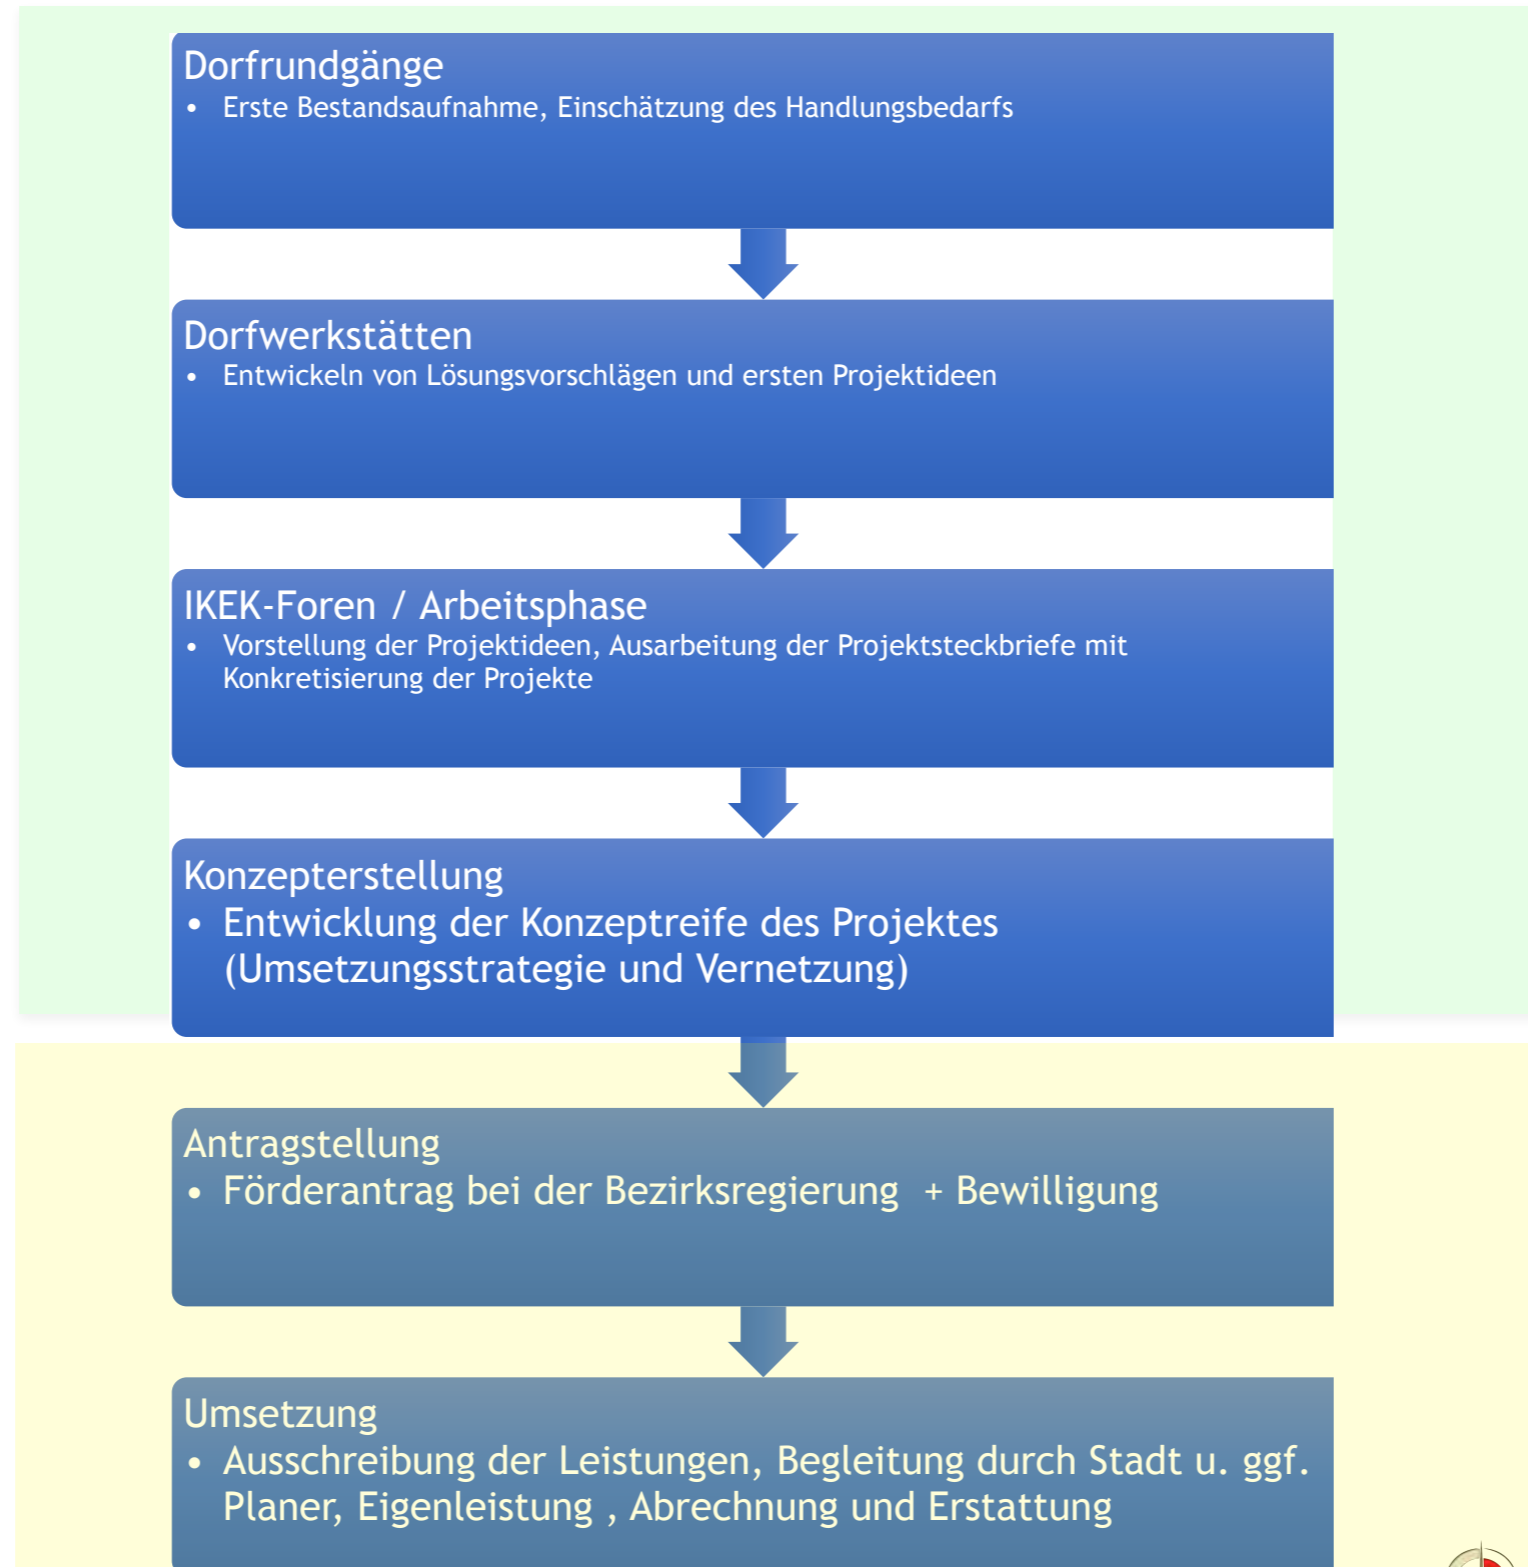 Dorfrundgänge
• Erste Bestandsaufnahme, Einschätzung des Handlungsbedarfs
Dorfwerkstätten
• Entwickeln von Lösungsvorschlägen und ersten Projektideen
IKEK-Foren / Arbeitsphase
• Vorstellung der Projektideen, Ausarbeitung der Projektsteckbriefe mit
Konkretisierung der Projekte
Konzepterstellung
• Entwicklung der Konzeptreife des Projektes
(Umsetzungsstrategie und Vernetzung)
Antragstellung
• Förderantrag bei der Bezirksregierung + Bewilligung
Umsetzung
• Ausschreibung der Leistungen, Begleitung durch Stadt u. ggf.
Planer, Eigenleistung , Abrechnung und Erstattung